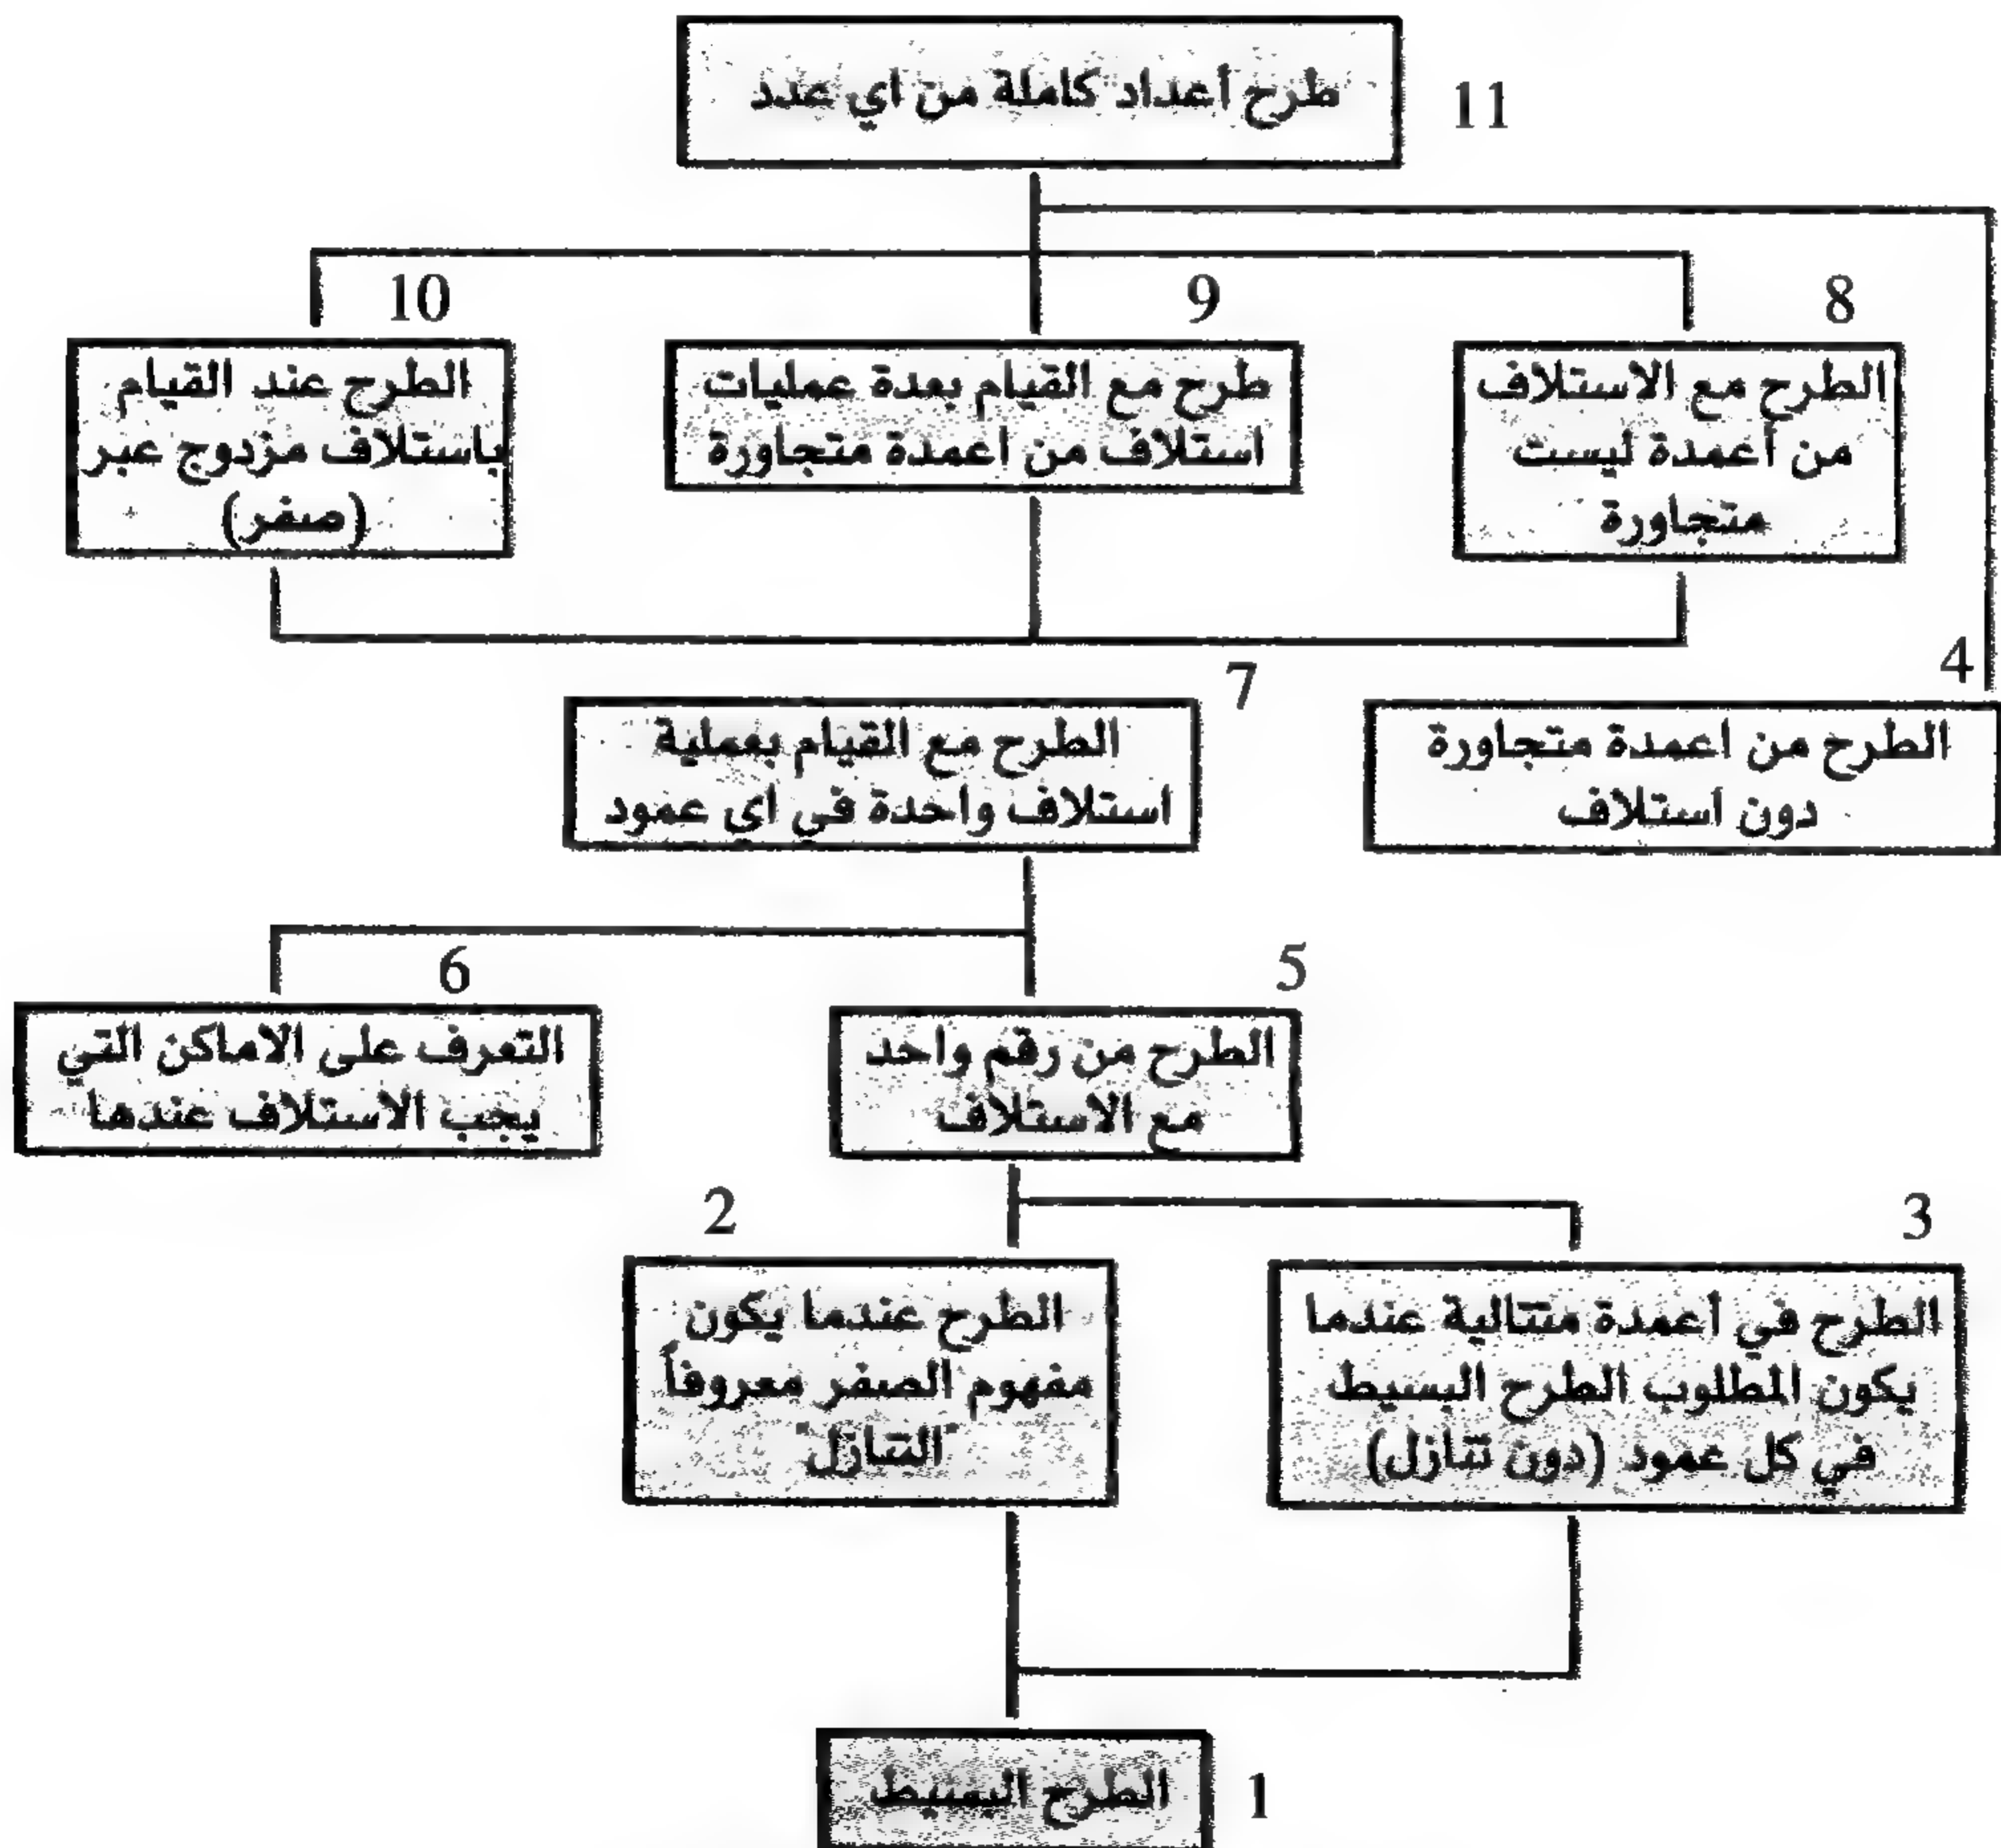 طرح أعداد كاملة من اي عدد
11
8
الطرح مع الاستلاف
من أعمدة ليست
متجاورة
9
طرح مع القيام بعدة عمليات
استلاف من اعمدة متجاورة
10
الطرح عند القيام
باستلاف مزدوج عبر
(صفر)
4
الطرح من اعمدة متجاورة
دون استلاف
7
الطرح مع القيام بعملية
استلاف واحدة في اي عمود
5
الطرح من رقم واحد
مع الاستلاف
6
التعرف على الاماكن التي
يجب الاستلاف عندها
3
الطرح في أعمدة متتالية عندما
يكون المطلوب الطرح البسيط
في كل عمود (دون تنازل)
2
الطرح عندما يكون
مفهوم الصفر معروفاً
"التنازل"
1
الطرح البسيط